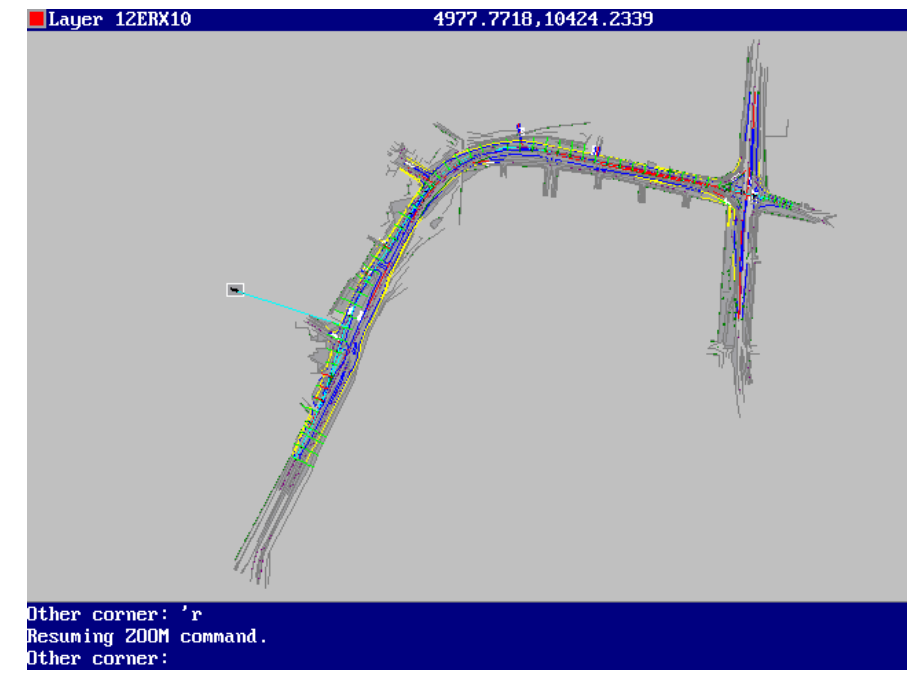 Layer 12ERX10 4977.7718,10424.2339
Other corner: 'r
Resuming ZOOM command.
Other corner: